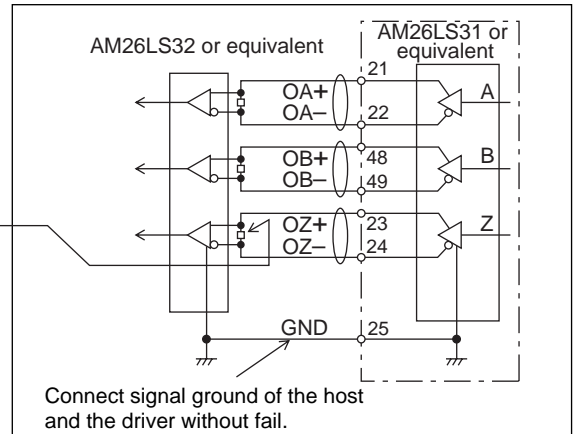 AM26LS32 or equivalent
AM26LS31 or
equivalent
21
OA+
OA−
22
A
OB+
48
OB−
49
B
OZ+
23
OZ−
24
Z
GND
25
Connect signal ground of the host
and the driver without fail.